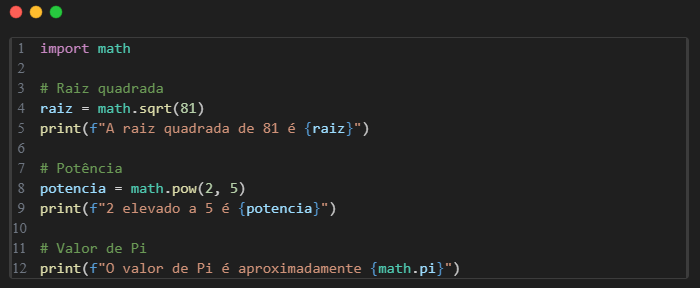 1 import math
2
3 # Raiz quadrada
4 raiz = math.sqrt(81)
5 print(f"A raiz quadrada de 81 é {raiz}")
6
7 # Potência
8 potencia = math.pow(2, 5)
9 print(f"2 elevado a 5 é {potencia}")
10
11 # Valor de Pi
12 print(f"O valor de Pi é aproximadamente {math.pi}")